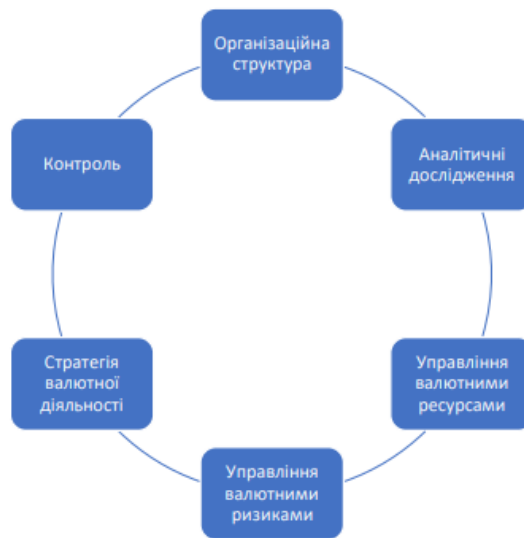 Організаційна
структура
Аналітичні
дослідження
Управління
валютними
ресурсами
Управління
валютними
ризиками
Стратегія
валютної
діяльності
Контроль